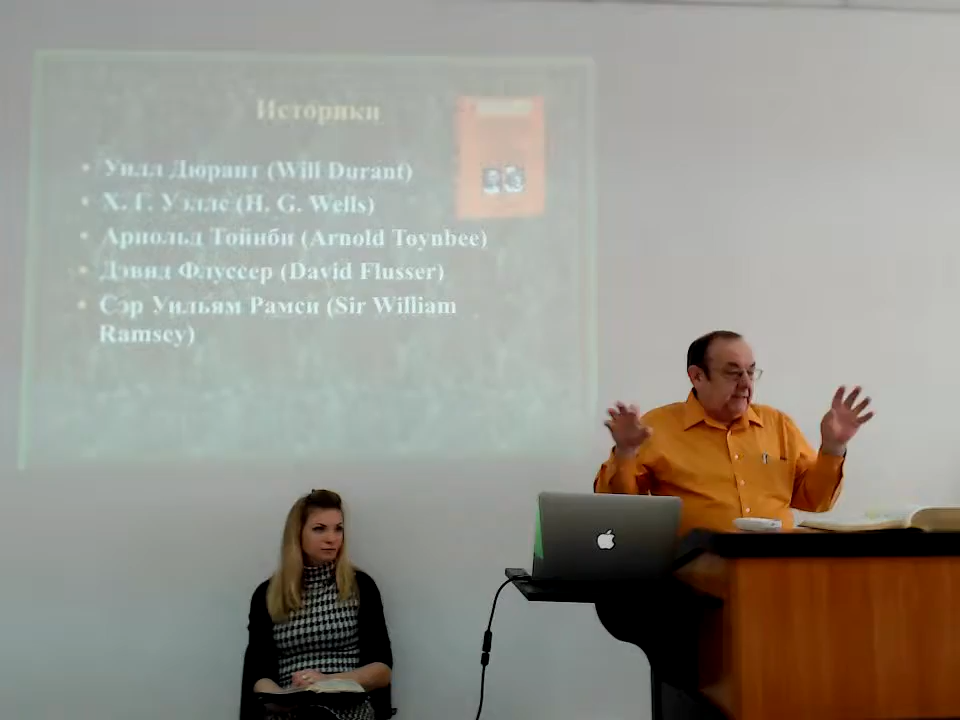 Историки
• Уилл Дюрант (Will Durant)
• Х. Г. Уэллс (H. G. Wells)
• Арнольд Тойнби (Arnold Toynbee)
• Дэвид Флуссер (David Flusser)
• Сэр Уильям Рамси (Sir William
Ramsey)